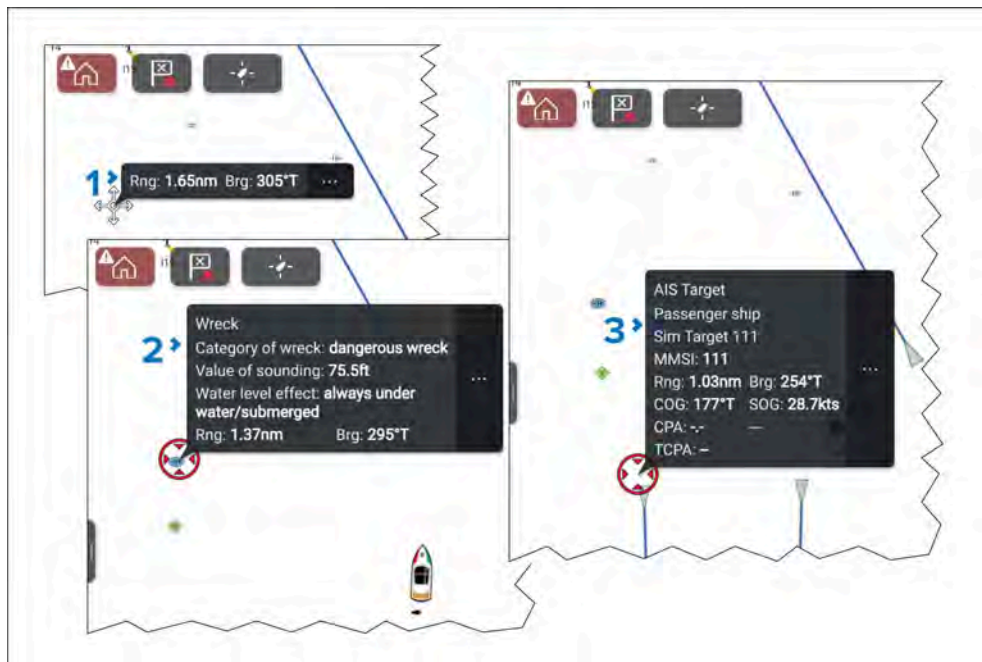 1
Rng: 1.65nm Brg: 305°T ...
2
Wreck
Category of wreck: dangerous wreck
Value of sounding: 75.5ft
Water level effect: always under
water/submerged
Rng: 1.37nm Brg: 295°T
...
3
AIS Target
Passenger ship
Sim Target 111
MMSI: 111
Rng: 1.03nm Brg: 254°T
COG: 177°T SOG: 28.7kts
CPA: -.- —
TCPA: –
...